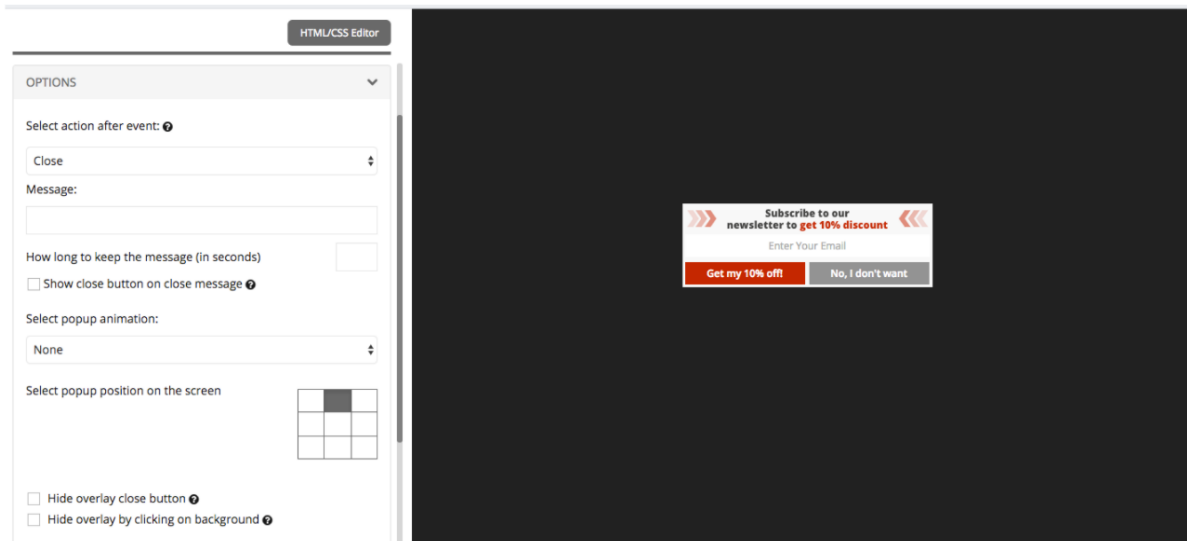 HTML/CSS Editor
OPTIONS
Select action after event:
Close
Message:
How long to keep the message (in seconds)
Show close button on close message
Select popup animation:
None
Select popup position on the screen
Hide overlay close button
Hide overlay by clicking on background
Subscribe to our
newsletter to get 10% discount
Enter Your Email
Get my 10% off!
No, I don't want